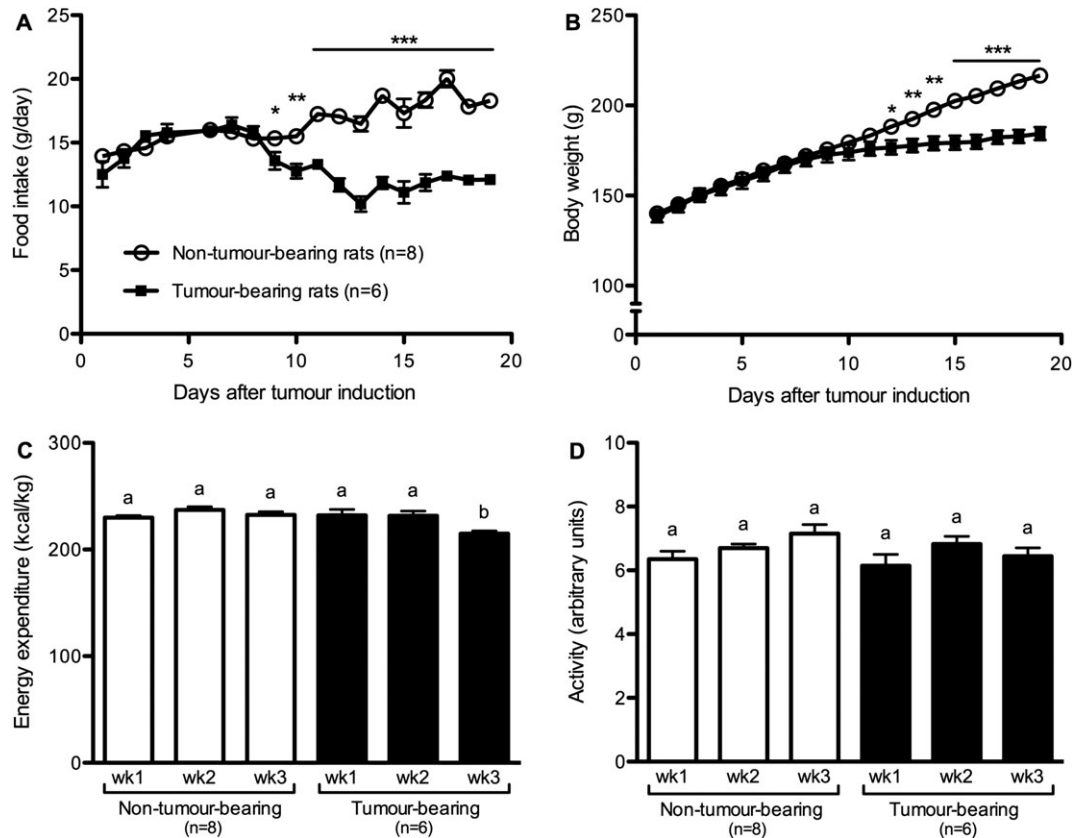 A
Food intake (g/day)
25
20
15
10
5
0
***
*
**
Non-tumour-bearing rats (n=8)
Tumour-bearing rats (n=6)
0 5 10 15 20
Days after tumour induction
B
Body weight (g)
250
200
150
100
0
***
**
**
*
0 5 10 15 20
Days after tumour induction
C
Energy expenditure (kcal/kg)
300
200
100
0
a a a a a b
wk1 wk2 wk3 wk1 wk2 wk3
Non-tumour-bearing Tumour-bearing
(n=8) (n=6)
D
Activity (arbitrary units)
10
8
6
4
2
0
a a a a a a
wk1 wk2 wk3 wk1 wk2 wk3
Non-tumour-bearing Tumour-bearing
(n=8) (n=6)